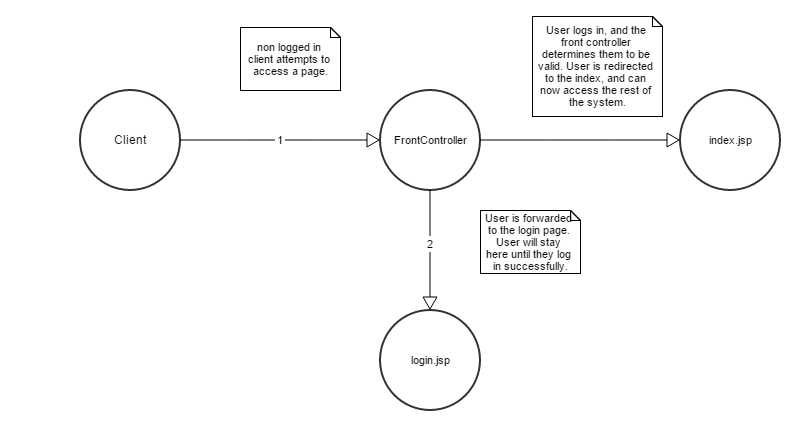 non logged in
client attempts to
access a page.
User logs in, and the
front controller
determines them to be
valid. User is redirected
to the index, and can
now access the rest of
the system.
Client
1
FrontController
index.jsp
User is forwarded
to the login page.
User will stay
here until they log
in successfully.
2
login.jsp